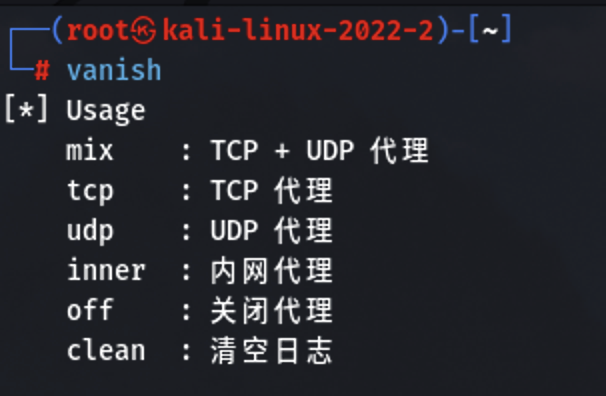 ┌──(root㉿kali-linux-2022-2)-[~]
└─# vanish
[*] Usage
    mix    : TCP + UDP 代理
    tcp    : TCP 代理
    udp    : UDP 代理
    inner  : 内网代理
    off    : 关闭代理
    clean  : 清空日志